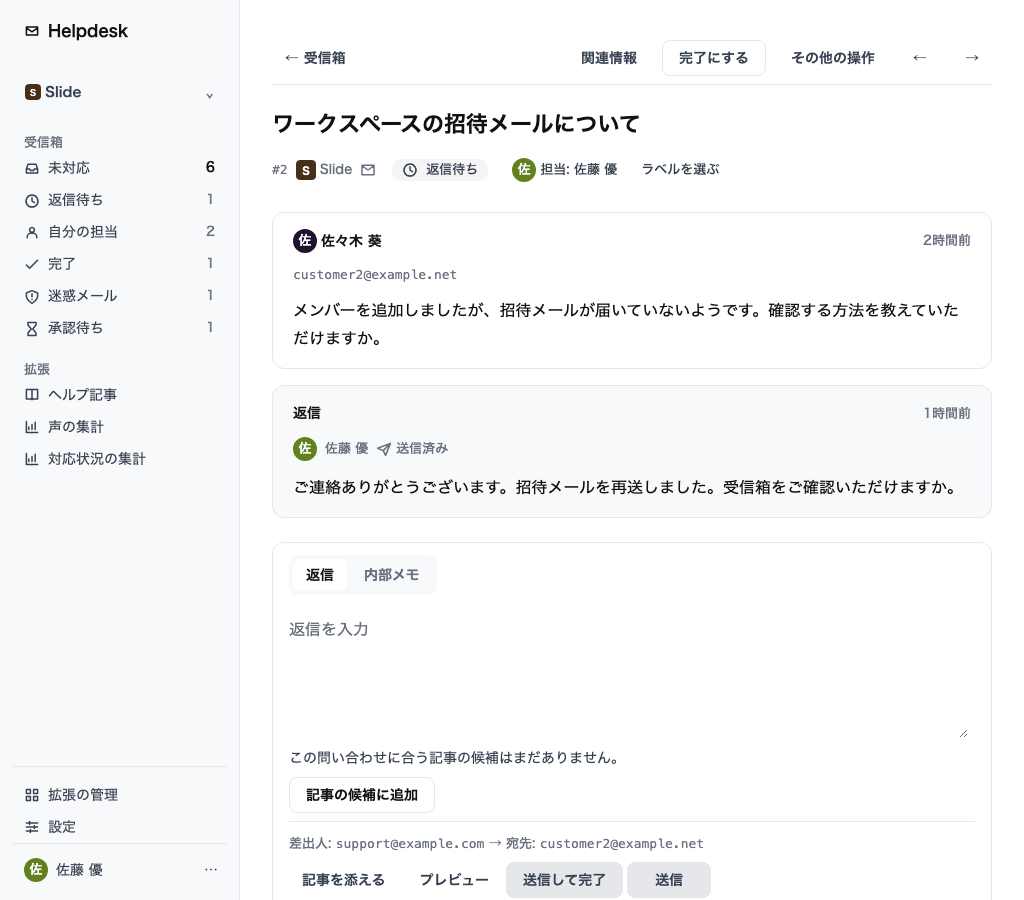 Helpdesk
S Slide
受信箱
未対応 6
返信待ち 1
自分の担当 2
完了 1
迷惑メール 1
承認待ち 1
拡張
ヘルプ記事
声の集計
対応状況の集計
拡張の管理
設定
佐 佐藤 優 …
← 受信箱 関連情報 完了にする その他の操作 ← →
ワークスペースの招待メールについて
#2 S Slide 返信待ち 佐 担当: 佐藤 優 ラベルを選ぶ
佐 佐々木 葵 2時間前
customer2@example.net
メンバーを追加しましたが、招待メールが届いていないようです。確認する方法を教えていた
だけますか。
返信 1時間前
佐 佐藤 優 送信済み
ご連絡ありがとうございます。招待メールを再送しました。受信箱をご確認いただけますか。
返信 内部メモ
返信を入力
この問い合わせに合う記事の候補はまだありません。
記事の候補に追加
差出人: support@example.com → 宛先: customer2@example.net
記事を添える プレビュー 送信して完了 送信